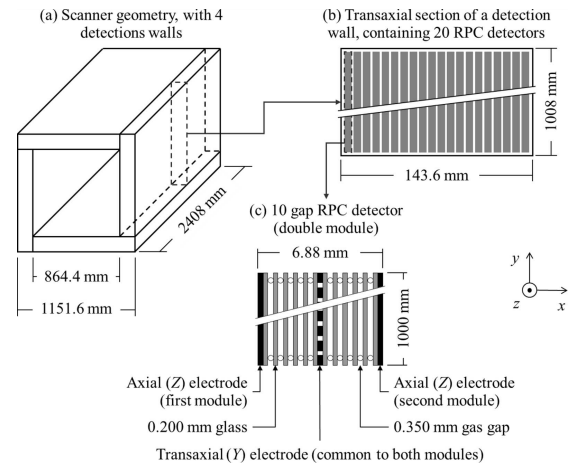 (a) Scanner geometry, with 4
detections walls
(b) Transaxial section of a detection
wall, containing 20 RPC detectors
1008 mm
143.6 mm
2408 mm
864.4 mm
1151.6 mm
(c) 10 gap RPC detector
(double module)
6.88 mm
1000 mm
y
z
x
Axial (Z) electrode
(first module)
Axial (Z) electrode
(second module)
0.200 mm glass
0.350 mm gas gap
Transaxial (Y) electrode (common to both modules)